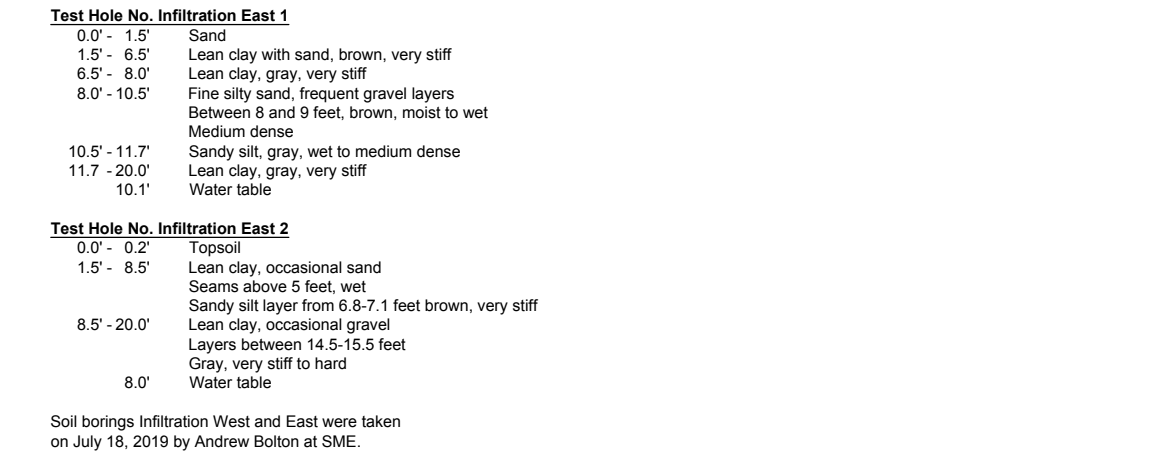 Test Hole No. Infiltration East 1
0.0' - 1.5' Sand
1.5' - 6.5' Lean clay with sand, brown, very stiff
6.5' - 8.0' Lean clay, gray, very stiff
8.0' - 10.5' Fine silty sand, frequent gravel layers
Between 8 and 9 feet, brown, moist to wet
Medium dense
10.5' - 11.7' Sandy silt, gray, wet to medium dense
11.7 - 20.0' Lean clay, gray, very stiff
10.1' Water table
Test Hole No. Infiltration East 2
0.0' - 0.2' Topsoil
1.5' - 8.5' Lean clay, occasional sand
Seams above 5 feet, wet
Sandy silt layer from 6.8-7.1 feet brown, very stiff
8.5' - 20.0' Lean clay, occasional gravel
Layers between 14.5-15.5 feet
Gray, very stiff to hard
8.0' Water table
Soil borings Infiltration West and East were taken
on July 18, 2019 by Andrew Bolton at SME.